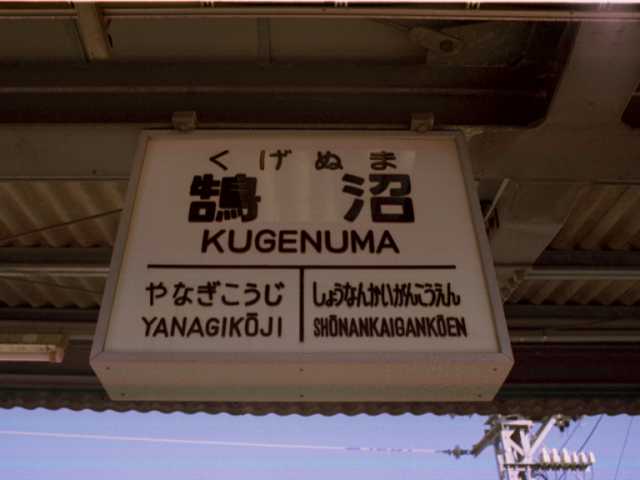 くげぬま
鵠沼
KUGENUMA
やなぎこうじ
YANAGIKŌJI
しょうなんかいがんこうえん
SHŌNANKAIGANKŌEN